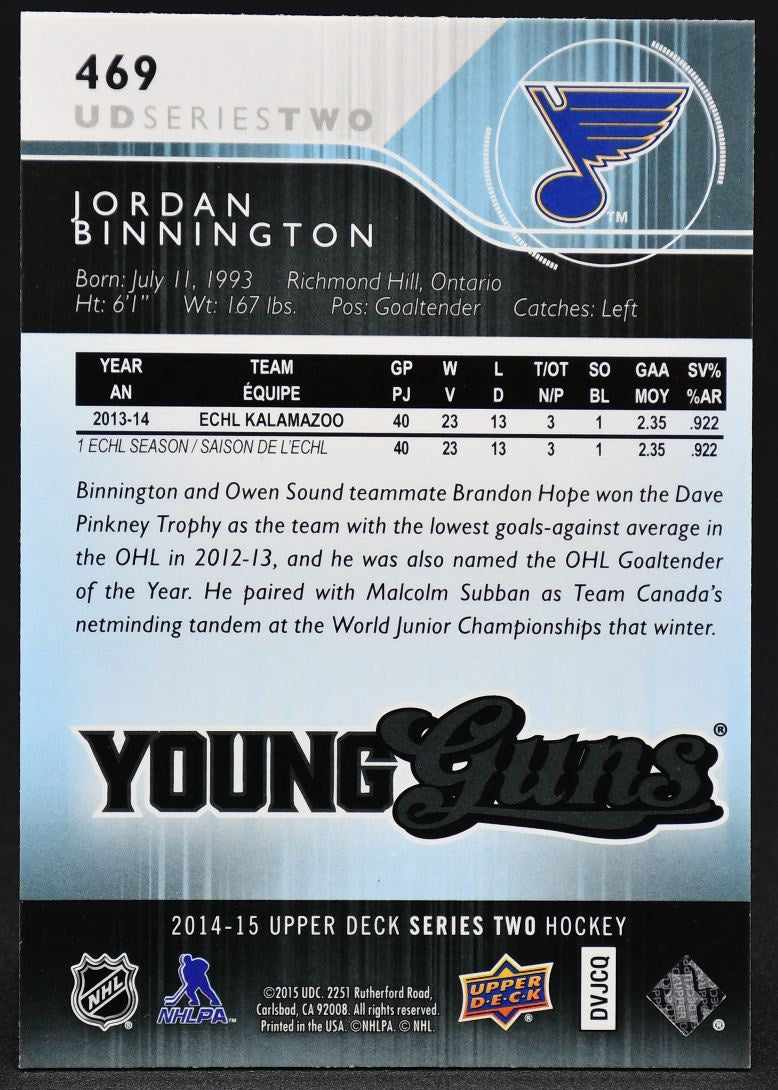 469
UDSERIESTWO
TM
JORDAN
BINNINGTON
Born: July 11, 1993 Richmond Hill, Ontario
Ht: 6'1" Wt: 167 lbs. Pos: Goaltender Catches: Left
YEAR TEAM GP W L T/OT SO GAA SV%
AN ÉQUIPE PJ V D N/P BL MOY %AR
2013-14 ECHL KALAMAZOO 40 23 13 3 1 2.35 .922
1 ECHL SEASON / SAISON DE L'ECHL 40 23 13 3 1 2.35 .922
Binnington and Owen Sound teammate Brandon Hope won the Dave
Pinkney Trophy as the team with the lowest goals-against average in
the OHL in 2012-13, and he was also named the OHL Goaltender
of the Year. He paired with Malcolm Subban as Team Canada's
netminding tandem at the World Junior Championships that winter.
YOUNG Guns®
2014-15 UPPER DECK SERIES TWO HOCKEY
NHL ®
NHLPA™
©2015 UDC. 2251 Rutherford Road,
Carlsbad, CA 92008. All rights reserved.
Printed in the USA. ©NHLPA. © NHL.
UPPER
D·E·C·K ®
DVJCQ
®